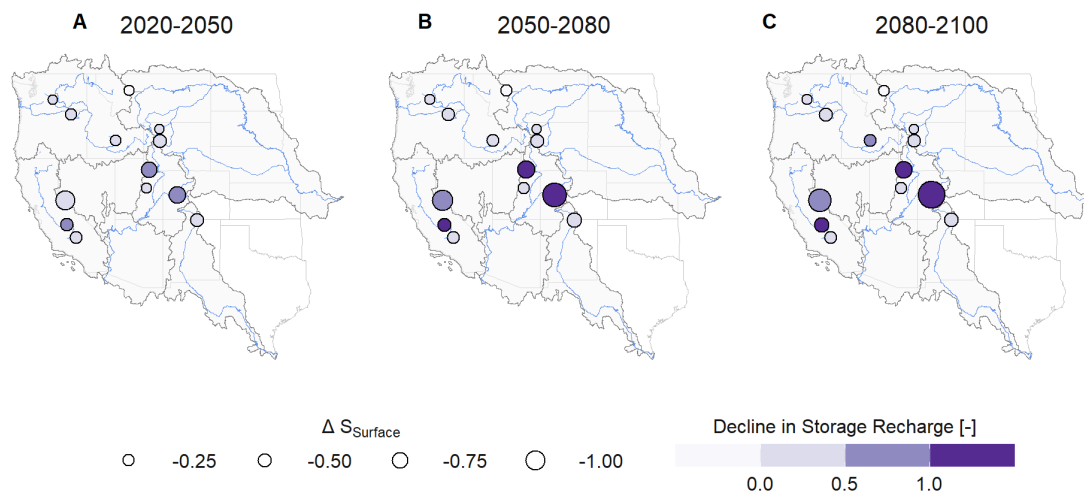 A 2020-2050
B 2050-2080
C 2080-2100
Δ S_Surface
-0.25 -0.50 -0.75 -1.00
Decline in Storage Recharge [-]
0.0 0.5 1.0